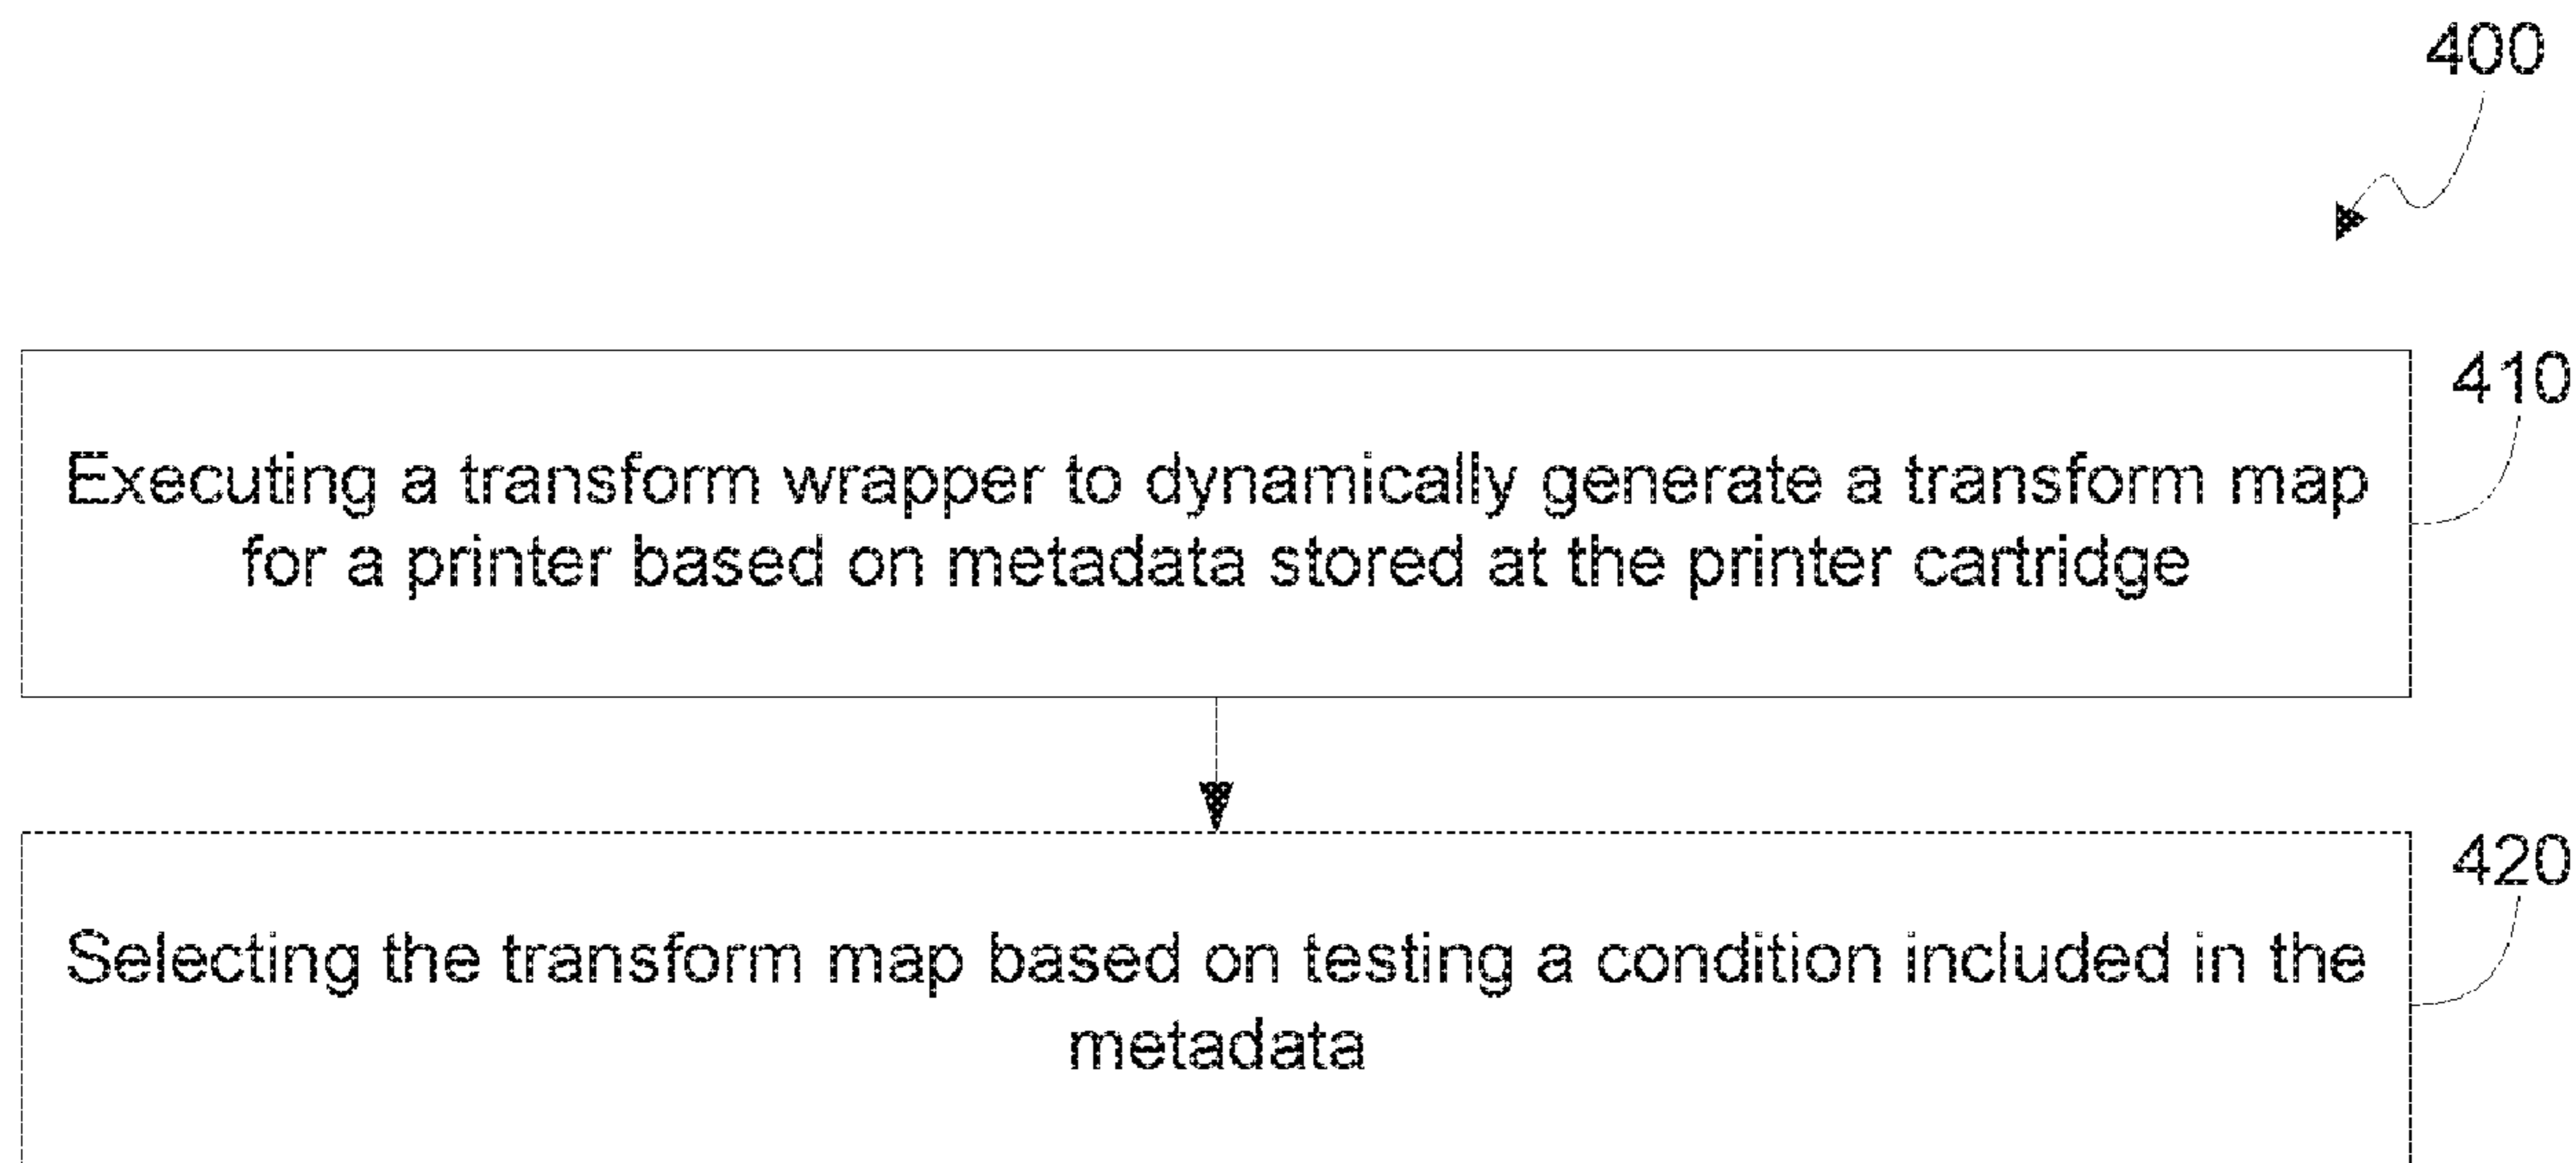 400
410
Executing a transform wrapper to dynamically generate a transform map
for a printer based on metadata stored at the printer cartridge
420
Selecting the transform map based on testing a condition included in the
metadata